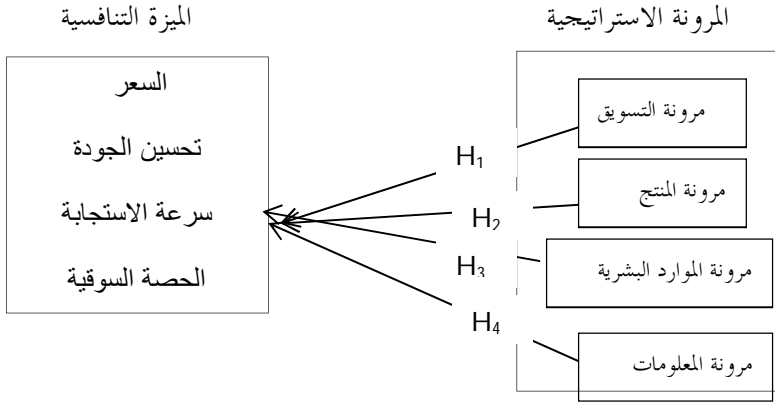 المرونة الاستراتيجية
مرونة التسويق
مرونة المنتج
مرونة الموارد البشرية
مرونة المعلومات
H₁
H₂
H₃
H₄
الميزة التنافسية
السعر
تحسين الجودة
سرعة الاستجابة
الحصة السوقية